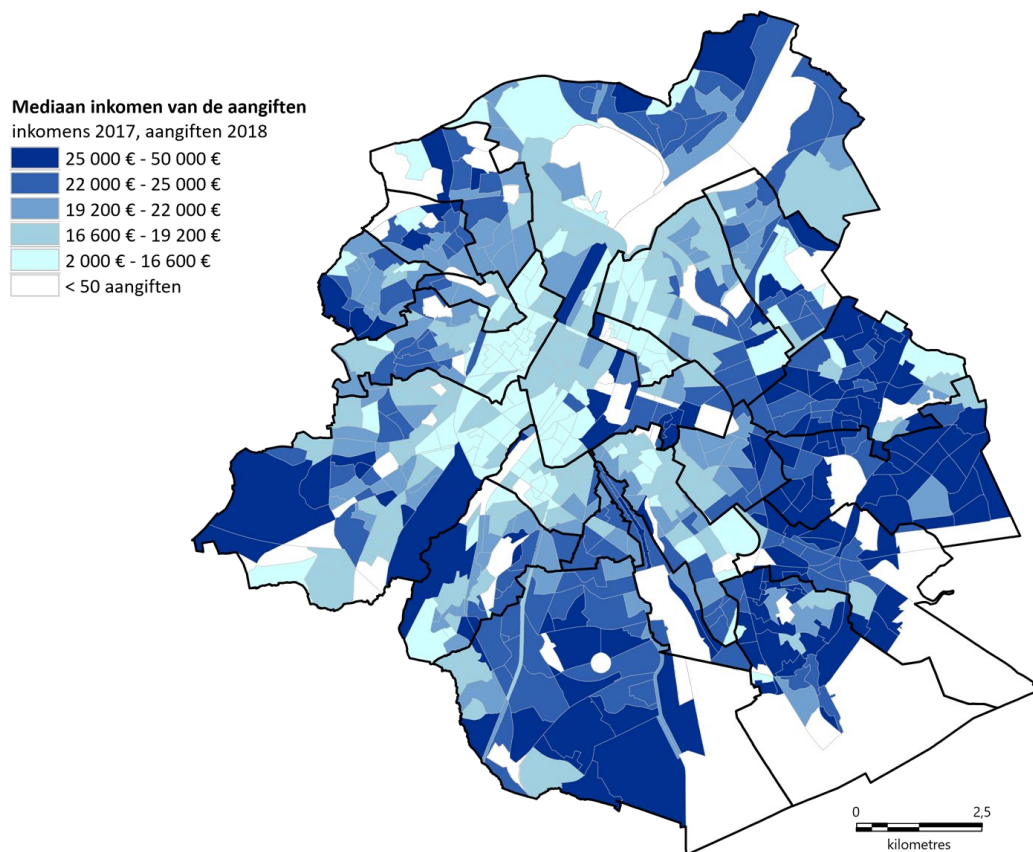 Mediaan inkomen van de aangiften
inkomens 2017, aangiften 2018
25 000 € - 50 000 €
22 000 € - 25 000 €
19 200 € - 22 000 €
16 600 € - 19 200 €
2 000 € - 16 600 €
< 50 aangiften
0 2,5
kilometres